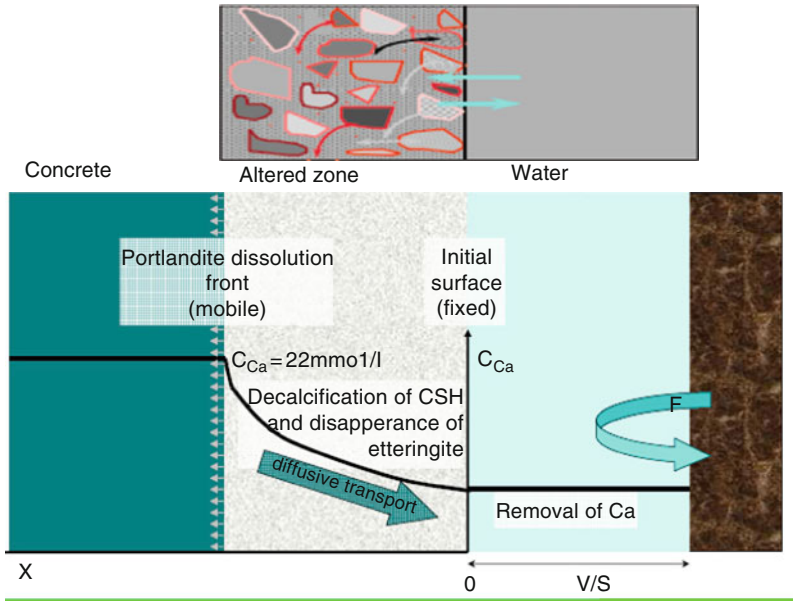 Concrete
Altered zone
Water
Portlandite dissolution
front
(mobile)
Initial
surface
(fixed)
C_Ca = 22mmo1/l
C_Ca
Decalcification of CSH
and disapperance of
etteringite
diffusive transport
F
Removal of Ca
X
0
V/S